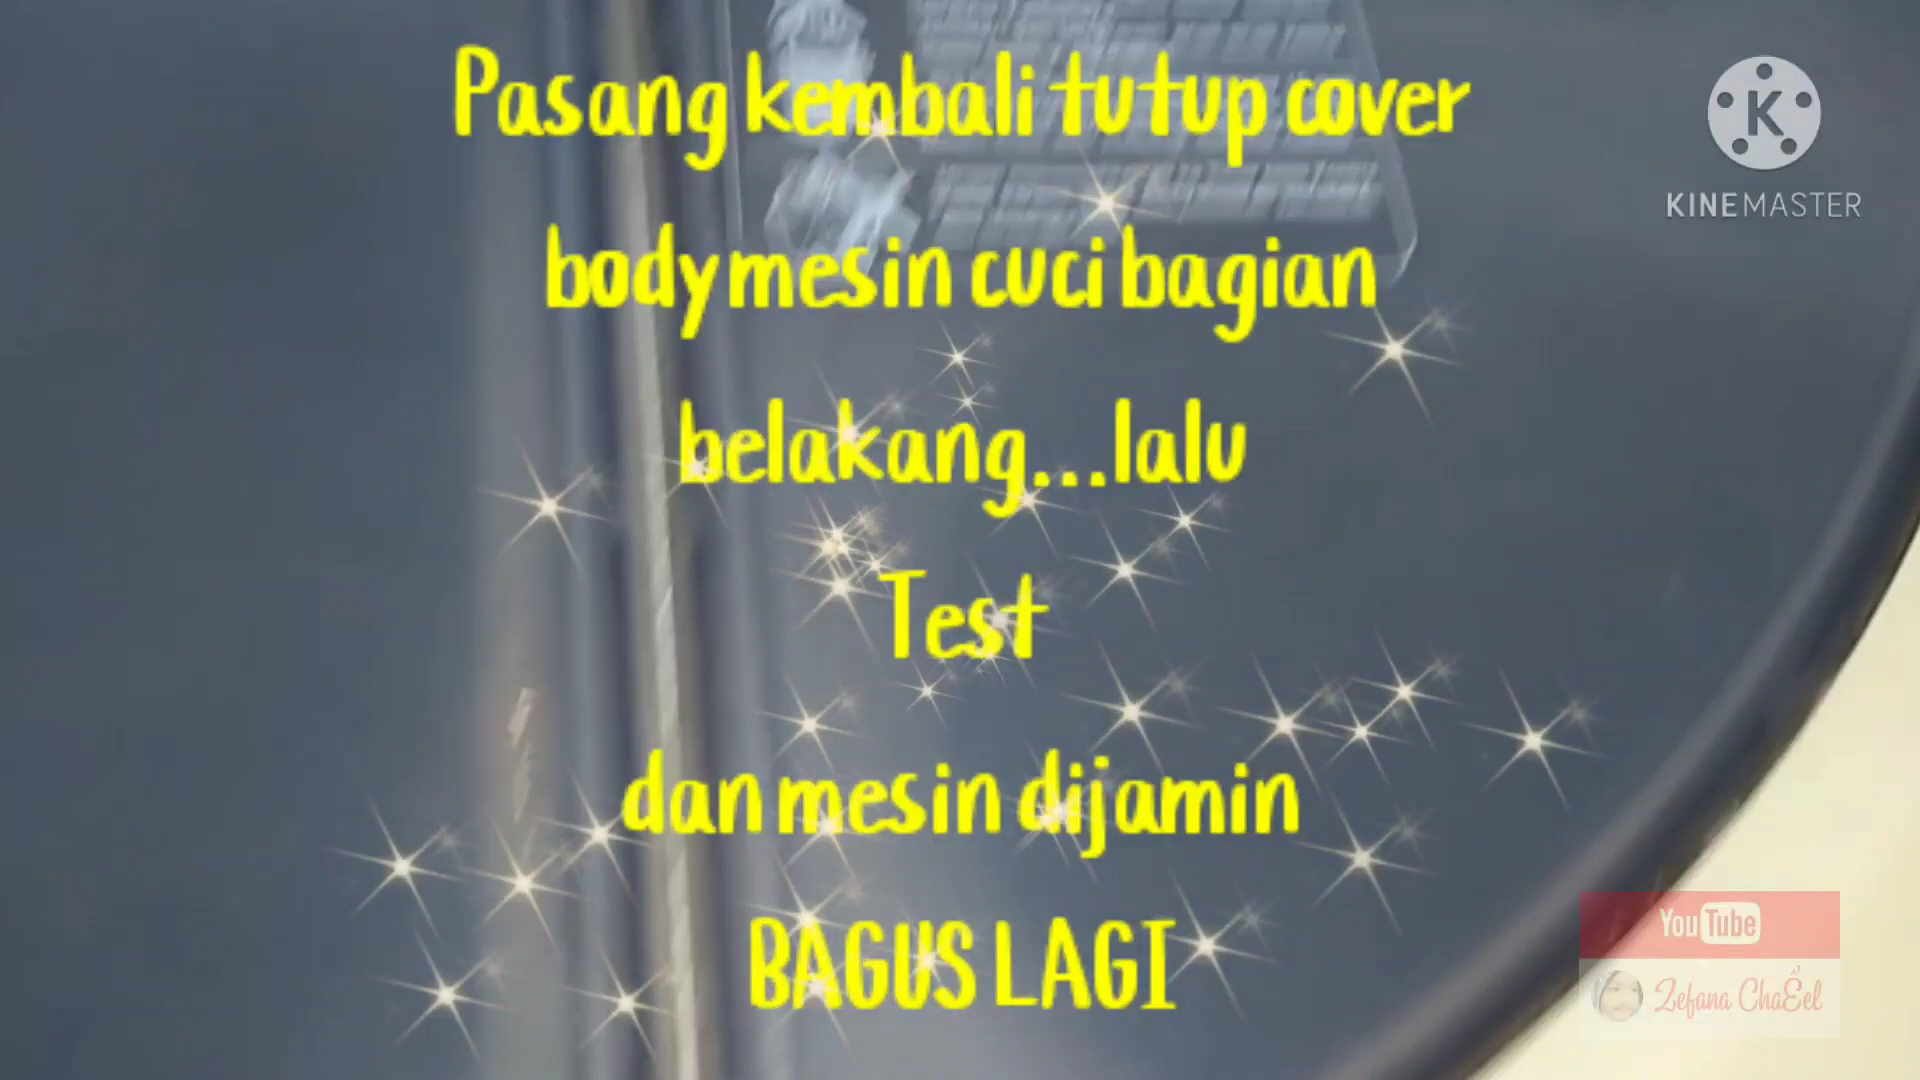 Pasang kembali tutup cover
body mesin cuci bagian
belakang...lalu
Test
dan mesin dijamin
BAGUS LAGI
K
KINEMASTER
YouTube
Zefana ChaẾel